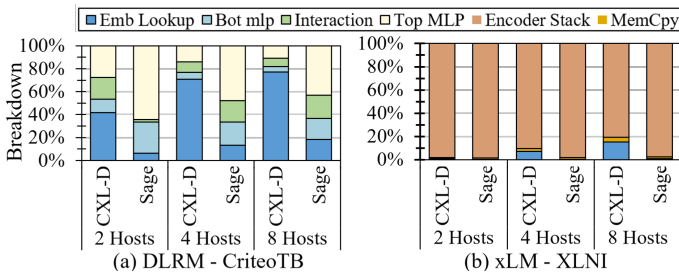 Emb Lookup Bot mlp Interaction Top MLP Encoder Stack MemCpy
Breakdown
100%
80%
60%
40%
20%
0%
CXL-D
Sage
CXL-D
Sage
CXL-D
Sage
2 Hosts 4 Hosts 8 Hosts
(a) DLRM - CriteoTB
100%
80%
60%
40%
20%
0%
CXL-D
Sage
CXL-D
Sage
CXL-D
Sage
2 Hosts 4 Hosts 8 Hosts
(b) xLM - XLNI